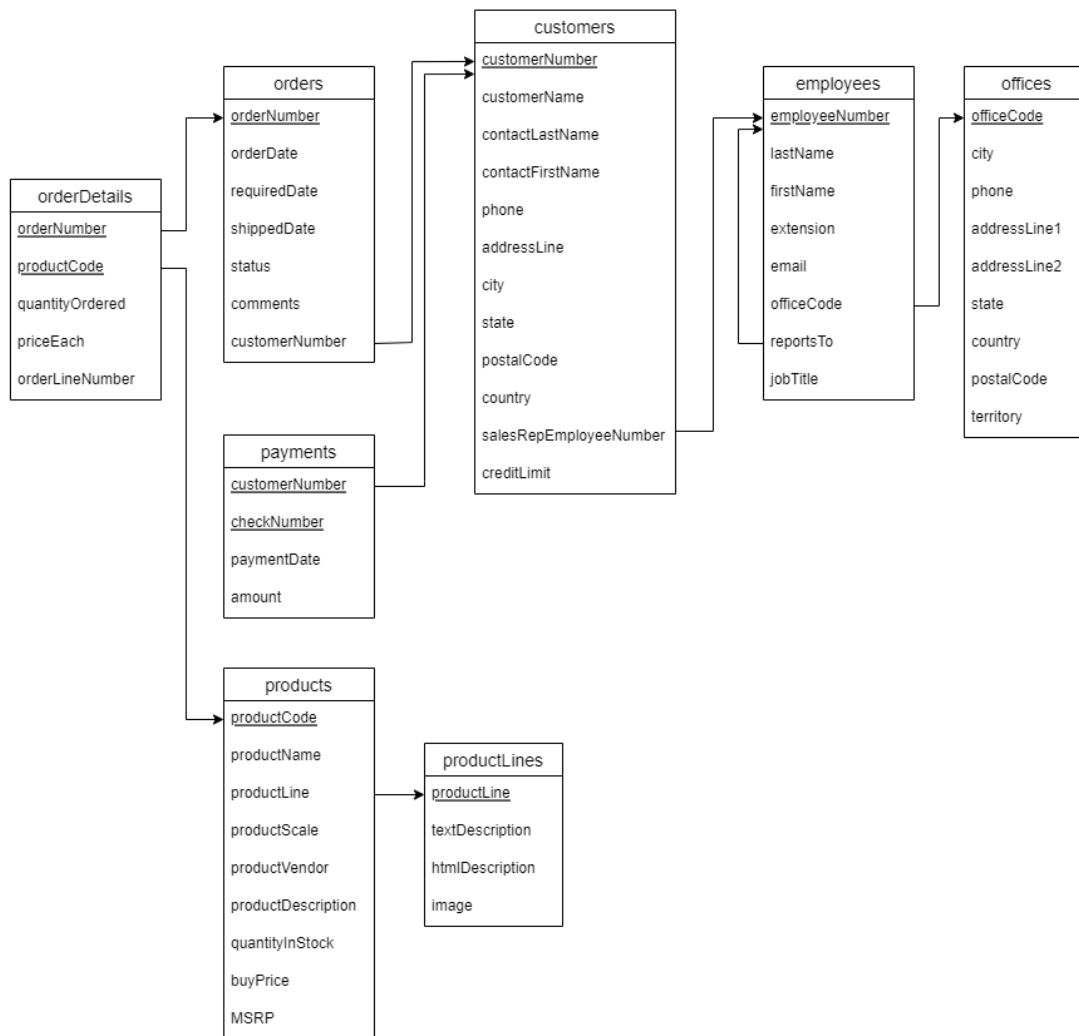 customers
customerNumber
customerName
contactLastName
contactFirstName
phone
addressLine
city
state
postalCode
country
salesRepEmployeeNumber
creditLimit
orders
orderNumber
orderDate
requiredDate
shippedDate
status
comments
customerNumber
employees
employeeNumber
lastName
firstName
extension
email
officeCode
reportsTo
jobTitle
offices
officeCode
city
phone
addressLine1
addressLine2
state
country
postalCode
territory
orderDetails
orderNumber
productCode
quantityOrdered
priceEach
orderLineNumber
payments
customerNumber
checkNumber
paymentDate
amount
products
productCode
productName
productLine
productScale
productVendor
productDescription
quantityInStock
buyPrice
MSRP
productLines
productLine
textDescription
htmlDescription
image